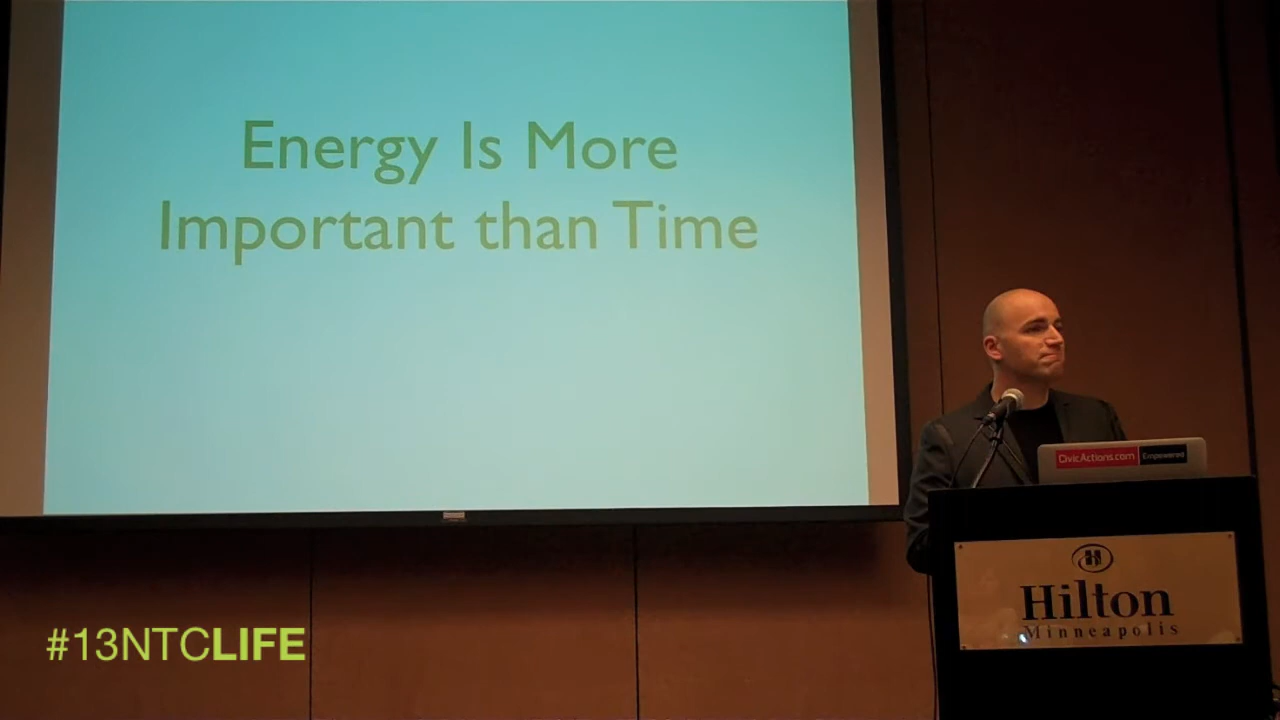 Energy Is More
Important than Time
CivicActions.com Empowered
Hilton
Minneapolis
#13NTCLIFE